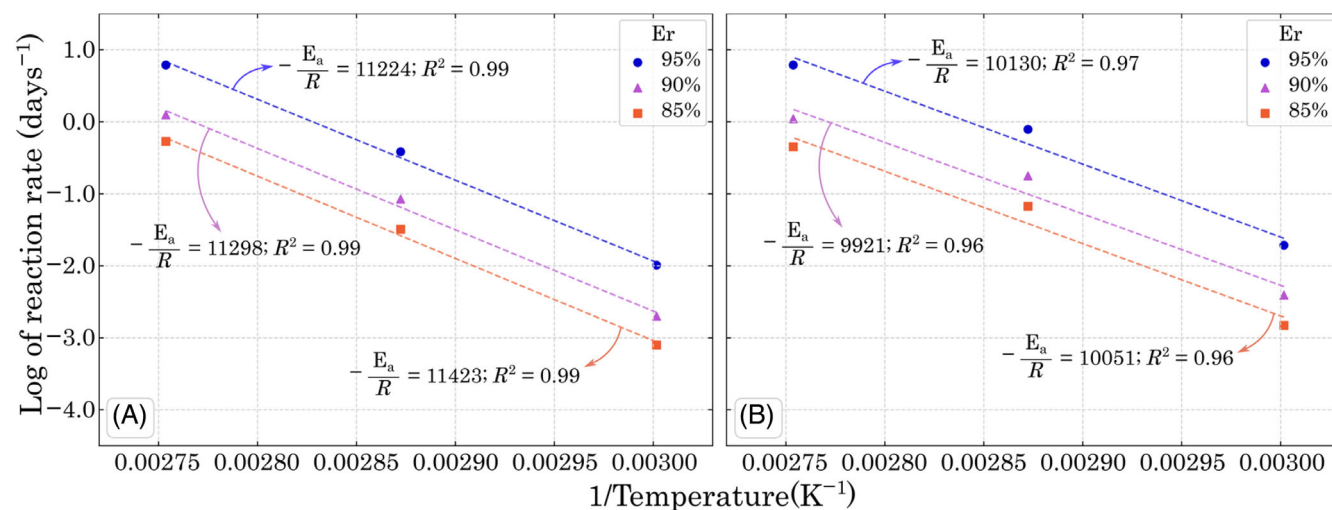 Log of reaction rate (days⁻¹)
1.0
0.0
−1.0
−2.0
−3.0
−4.0
− Eₐ/R = 11224; R² = 0.99
− Eₐ/R = 11298; R² = 0.99
− Eₐ/R = 11423; R² = 0.99
Er
95%
90%
85%
(A)
0.00275 0.00280 0.00285 0.00290 0.00295 0.00300
− Eₐ/R = 10130; R² = 0.97
− Eₐ/R = 9921; R² = 0.96
− Eₐ/R = 10051; R² = 0.96
Er
95%
90%
85%
(B)
0.00275 0.00280 0.00285 0.00290 0.00295 0.00300
1/Temperature(K⁻¹)